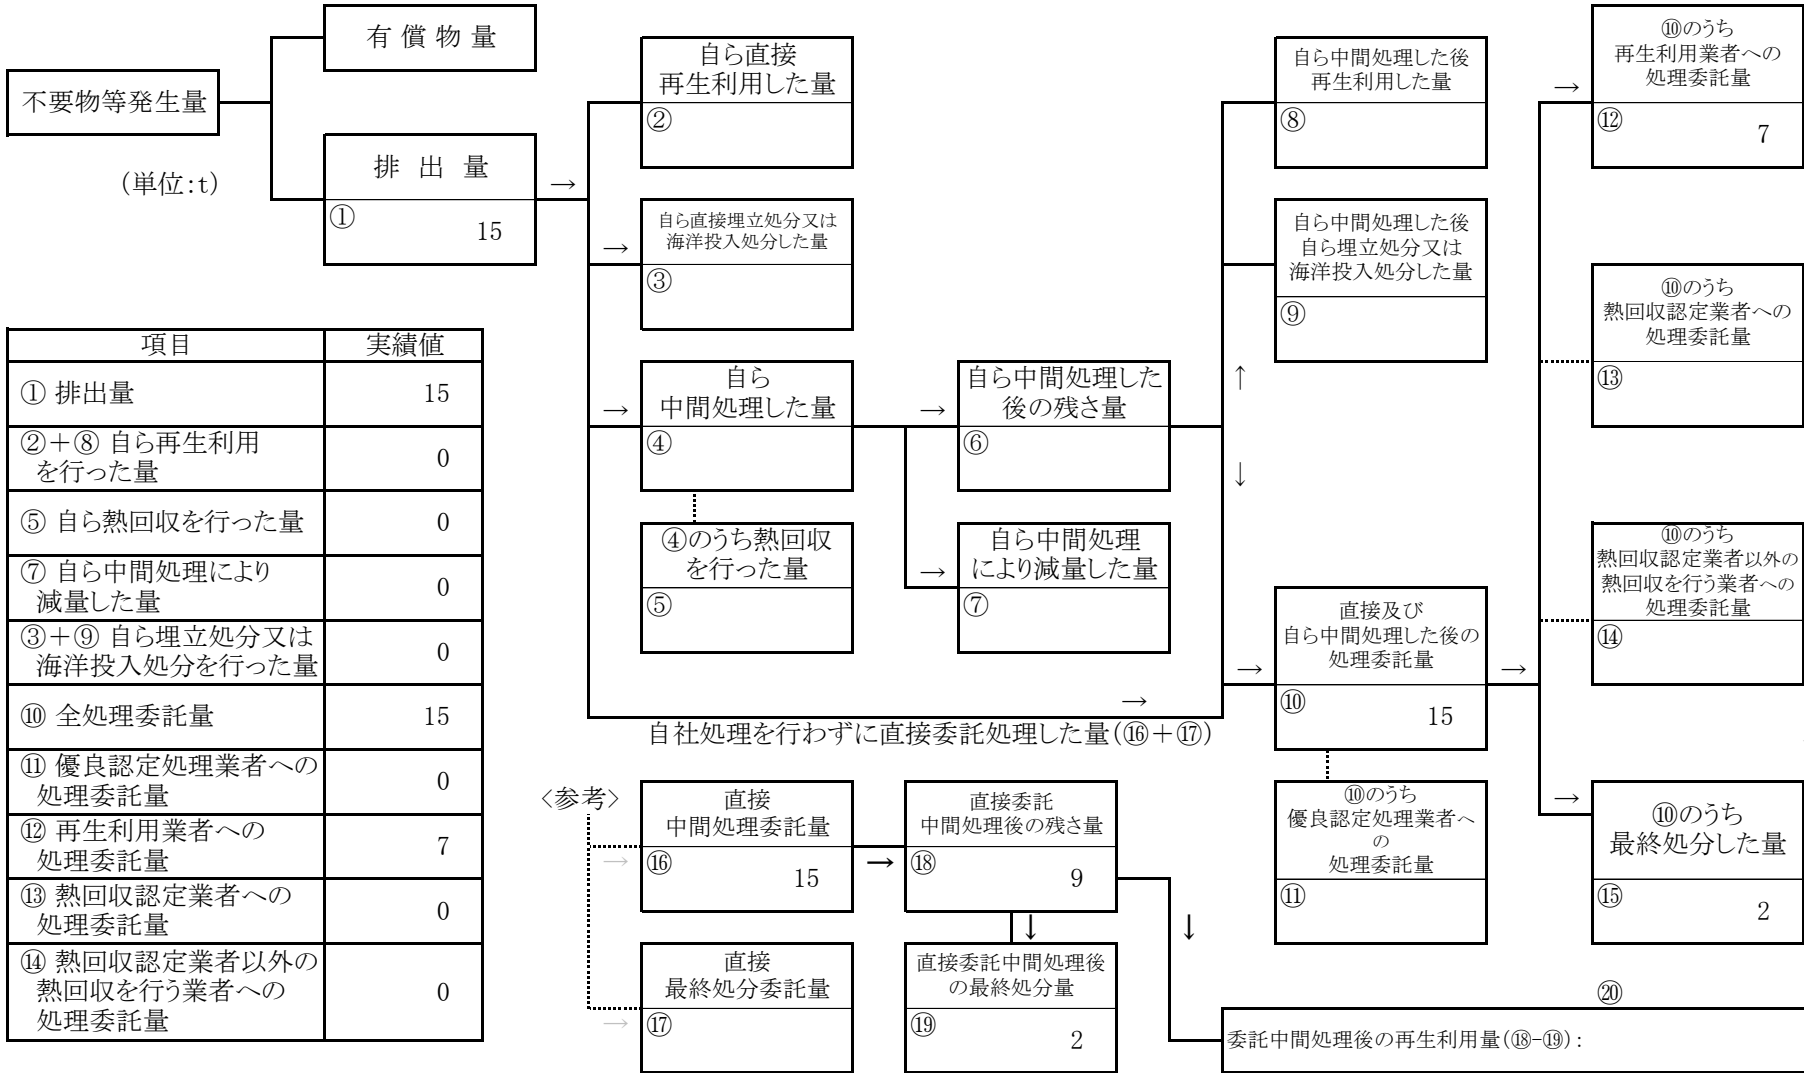 有 償 物 量
不要物等発生量
(単位:t)
排 出 量
→
①
15
自ら直接
再生利用した量
②
自ら直接埋立処分又は
海洋投入処分した量
→
③
自ら
中間処理した量
→
④
④のうち熱回収
を行った量
⑤
自ら中間処理した
後の残さ量
→
⑥
自ら中間処理
により減量した量
→
⑦
自ら中間処理した後
再生利用した量
⑧
自ら中間処理した後
自ら埋立処分又は
海洋投入処分した量
⑨
↑
↓
直接及び
自ら中間処理した後の
処理委託量
→
→
⑩
15
→
自社処理を行わずに直接委託処理した量(⑯+⑰)
⑩のうち
優良認定処理業者へ
の
処理委託量
⑪
⑩のうち
再生利用業者への
処理委託量
→
⑫
7
⑩のうち
熱回収認定業者への
処理委託量
⑬
⑩のうち
熱回収認定業者以外の
熱回収を行う業者への
処理委託量
⑭
→
⑩のうち
最終処分した量
⑮
2
項目 実績値
① 排出量 15
②+⑧ 自ら再生利用
を行った量 0
⑤ 自ら熱回収を行った量 0
⑦ 自ら中間処理により
減量した量 0
③+⑨ 自ら埋立処分又は
海洋投入処分を行った量 0
⑩ 全処理委託量 15
⑪ 優良認定処理業者への
処理委託量 0
⑫ 再生利用業者への
処理委託量 7
⑬ 熱回収認定業者への
処理委託量 0
⑭ 熱回収認定業者以外の
熱回収を行う業者への
処理委託量 0
〈参考〉
直接
中間処理委託量
→
⑯
15
直接委託
中間処理後の残さ量
→
⑱
9
↓
↓
直接
最終処分委託量
→
⑰
直接委託中間処理後
の最終処分量
⑲
2
⑳
委託中間処理後の再生利用量(⑱-⑲):